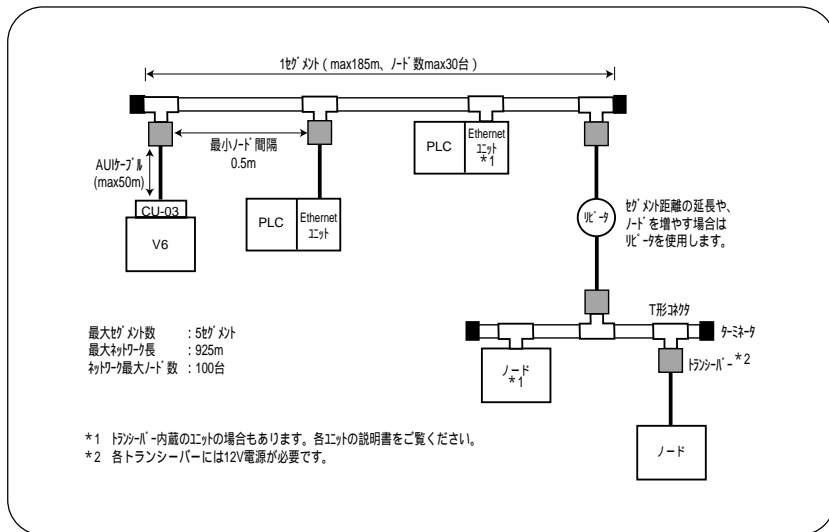 1ｾｸﾞﾒﾝﾄ ( max185m、ﾉｰﾄﾞ数max30台 )
最小ﾉｰﾄﾞ間隔
0.5m
AUIｹｰﾌﾞﾙ
(max50m)
CU-03
V6
PLC
Ethernet
ﾕﾆｯﾄ
PLC
Ethernet
ﾕﾆｯﾄ
*1
ﾘﾋﾟｰﾀ
ｾｸﾞﾒﾝﾄ距離の延長や、
ﾉｰﾄﾞを増やす場合は
ﾘﾋﾟｰﾀを使用します。
T形ｺﾈｸﾀ
ﾀｰﾐﾈｰﾀ
ﾄﾗﾝｼｰﾊﾞｰ*2
ノード
*1
ノード
最大ｾｸﾞﾒﾝﾄ数 : 5ｾｸﾞﾒﾝﾄ
最大ﾈｯﾄﾜｰｸ長 : 925m
ﾈｯﾄﾜｰｸ最大ﾉｰﾄﾞ数 : 100台
*1 ﾄﾗﾝｼｰﾊﾞｰ内蔵のﾕﾆｯﾄの場合もあります。各ﾕﾆｯﾄの説明書をご覧ください。
*2 各トランシーバーには12V電源が必要です。